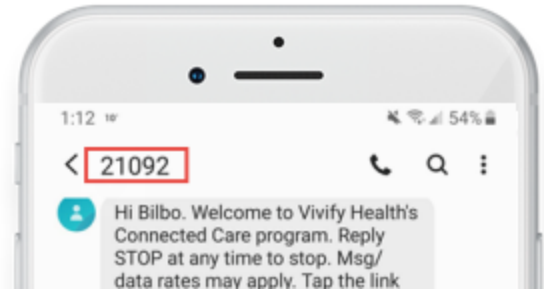 1:12
54%
21092
Hi Bilbo. Welcome to Vivify Health's
Connected Care program. Reply
STOP at any time to stop. Msg/
data rates may apply. Tap the link